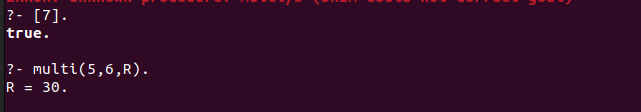 ?- [7].
true.
?- multi(5,6,R).
R = 30.